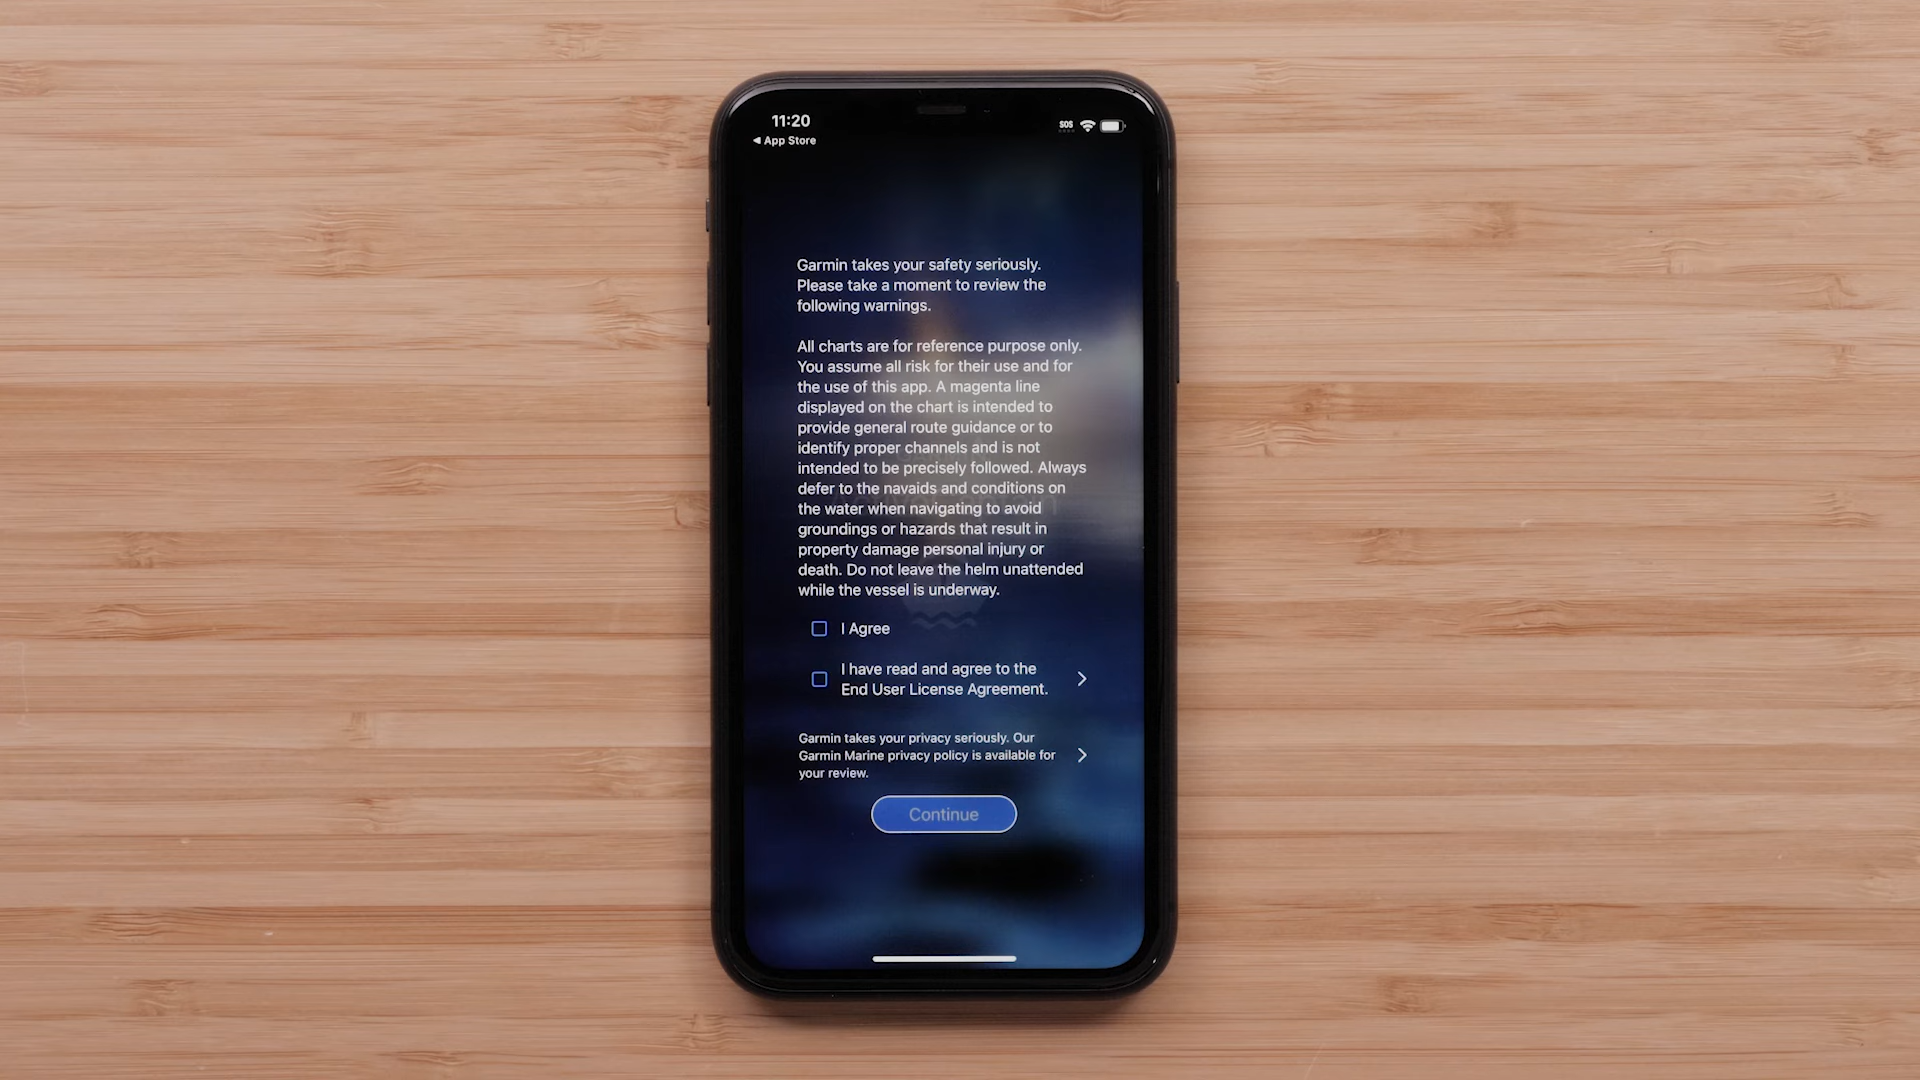 11:20
SOS
◀ App Store
Garmin takes your safety seriously.
Please take a moment to review the
following warnings.
All charts are for reference purpose only.
You assume all risk for their use and for
the use of this app. A magenta line
displayed on the chart is intended to
provide general route guidance or to
identify proper channels and is not
intended to be precisely followed. Always
defer to the navaids and conditions on
the water when navigating to avoid
groundings or hazards that result in
property damage personal injury or
death. Do not leave the helm unattended
while the vessel is underway.
I Agree
I have read and agree to the
End User License Agreement.
Garmin takes your privacy seriously. Our
Garmin Marine privacy policy is available for
your review.
Continue